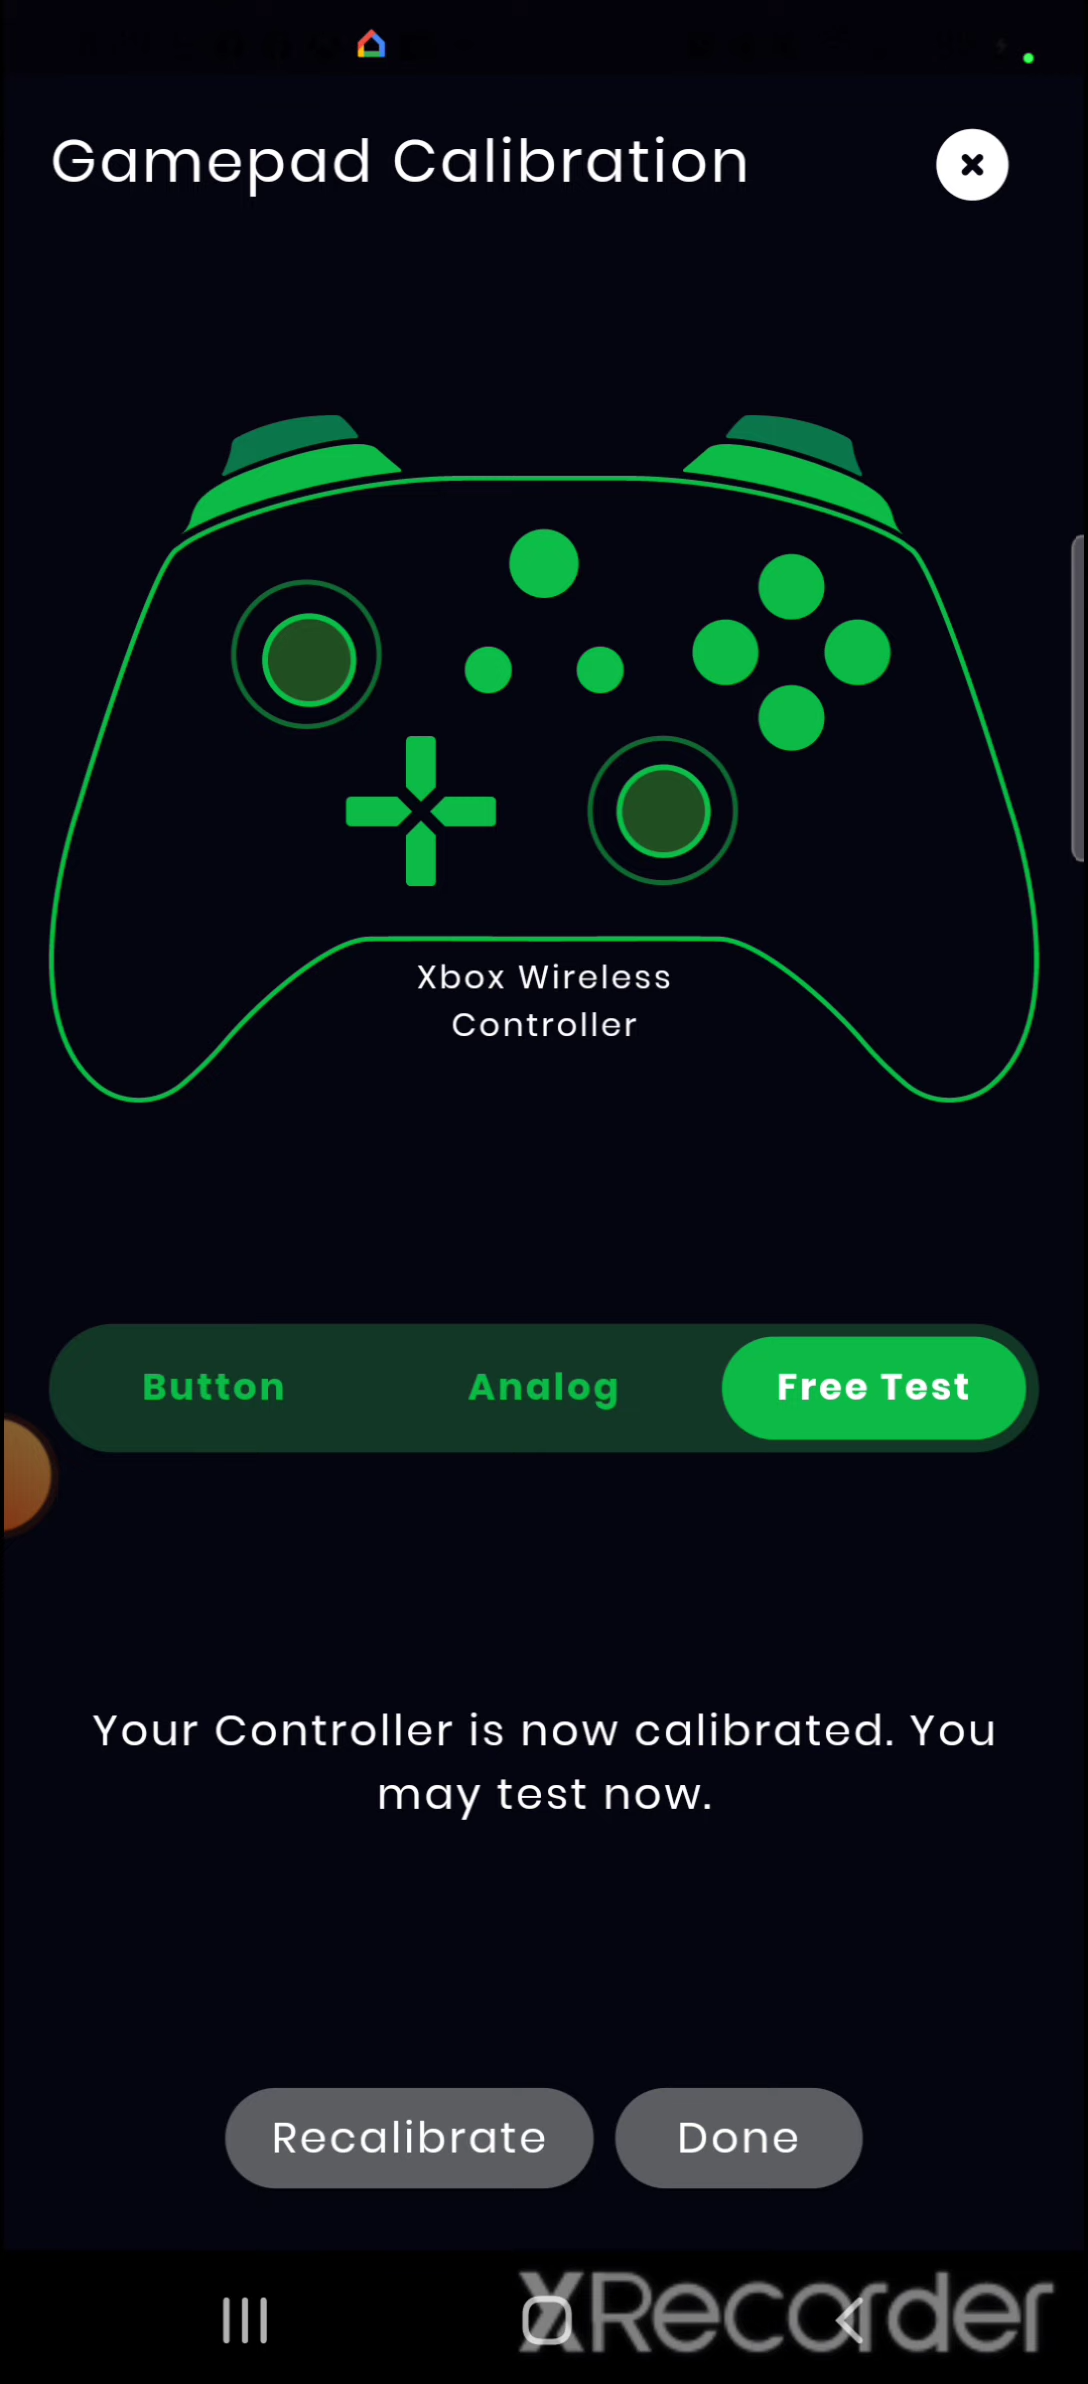 Gamepad Calibration
Xbox Wireless
Controller
Button
Analog
Free Test
Your Controller is now calibrated. You
may test now.
Recalibrate
Done
XRecorder